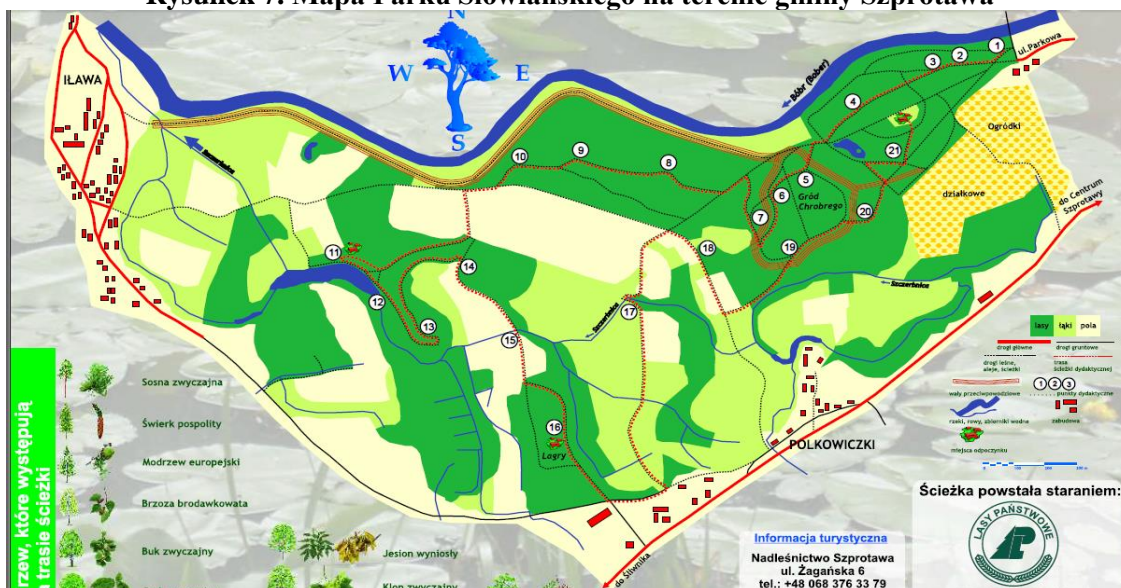 Rysunek 7. Mapa Parku Słowiańskiego na terenie gminy Szprotawa
N
W E
S
IŁAWA
Szczerbnica
Bóbr (Bober)
ul.Parkowa
1
2
3
4
Ogródki
działkowe
do Centrum
Szprotawy
21
20
5
6
Gród
Chrobrego
7
19
18
8
9
10
11
12
13
14
15
16
Lagry
17
Szczerbnica
Szczerbnica
POLKOWICZKI
do Śliwnika
lasy łąki pola
drogi główne
drogi gruntowe
drogi leśne,
aleje, ścieżki
trasa
ścieżki dydaktycznej
wały przeciwpowodziowe
1 2 3
punkty dydaktyczne
rzeki, rowy, zbiorniki wodne
zabudowa
miejsca odpoczynku
rzew, które występują
trasie ścieżki
Sosna zwyczajna
Świerk pospolity
Modrzew europejski
Brzoza brodawkowata
Buk zwyczajny
Jesion wyniosły
Klon zwyczajny
Informacja turystyczna
Nadleśnictwo Szprotawa
ul. Żagańska 6
tel.: +48 068 376 33 79
Ścieżka powstała staraniem:
LASY PAŃSTWOWE